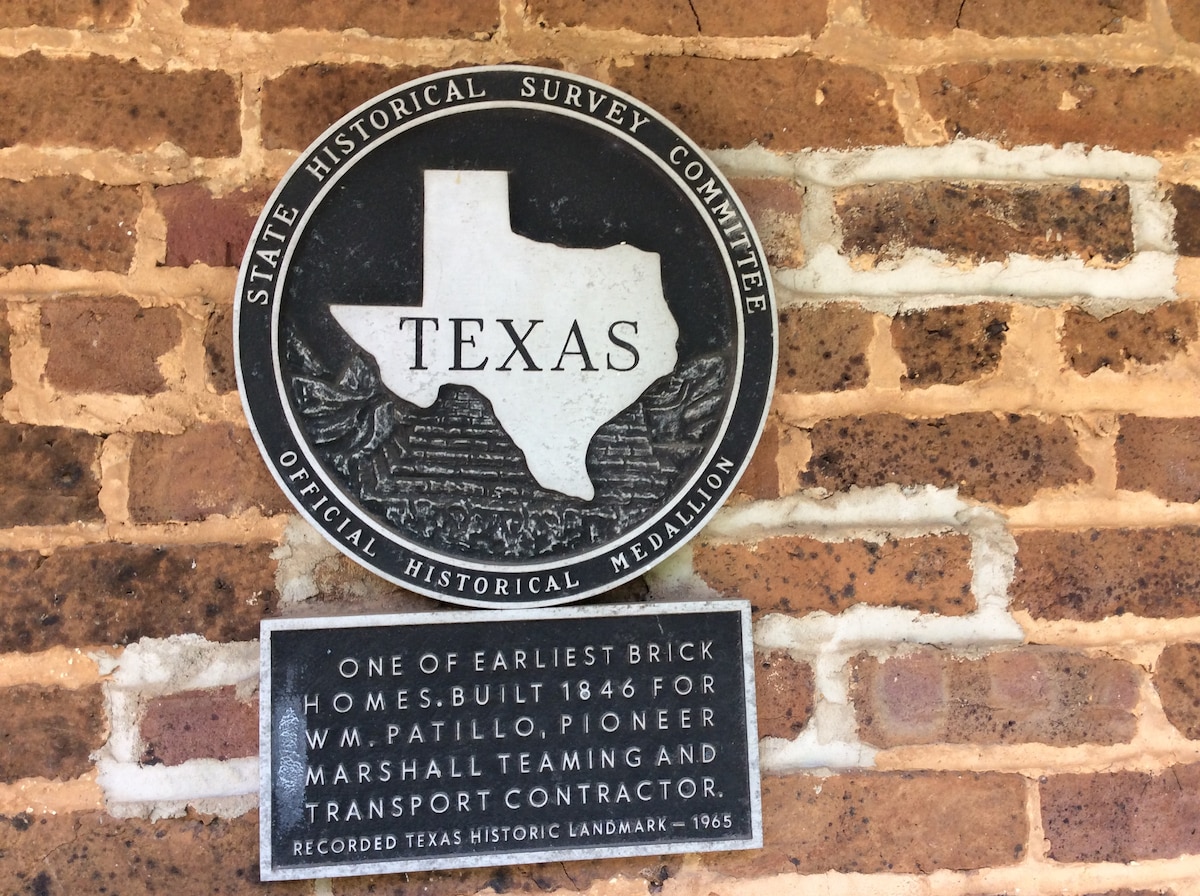 STATE HISTORICAL SURVEY COMMITTEE
TEXAS
OFFICIAL HISTORICAL MEDALLION
ONE OF EARLIEST BRICK
HOMES. BUILT 1846 FOR
WM. PATILLO, PIONEER
MARSHALL TEAMING AND
TRANSPORT CONTRACTOR.
RECORDED TEXAS HISTORIC LANDMARK — 1965